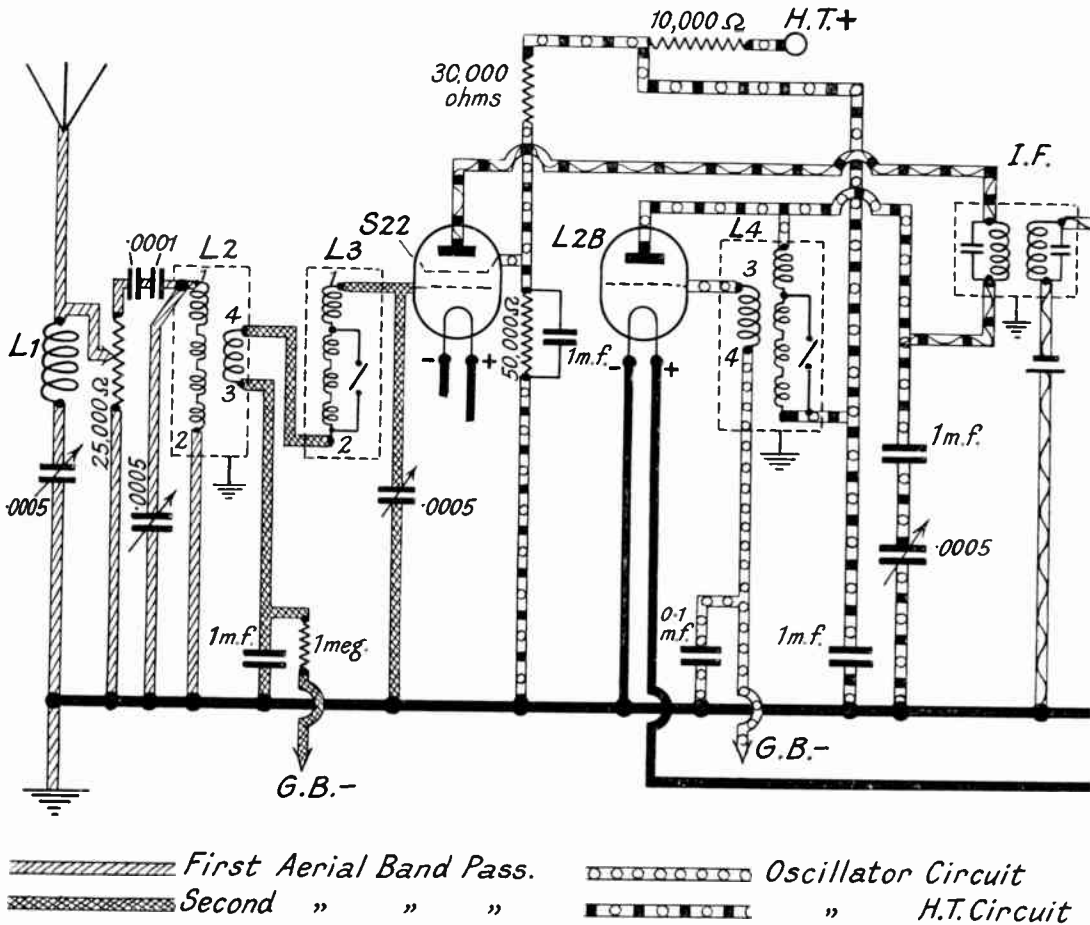 10,000 Ω
H.T.+
30,000
ohms
I.F.
·0001
L2
L3
S22
L2B
L4
3
4
4
3
L1
25,000 Ω
50,000 Ω
1m.f.
-
+
-
+
2
2
·0005
·0005
·0005
1m.f.
·0005
1m.f.
1meg.
0·1
m.f.
1m.f.
G.B.-
G.B.-
First Aerial Band Pass.
Second „ „ „
Oscillator Circuit
„ H.T. Circuit